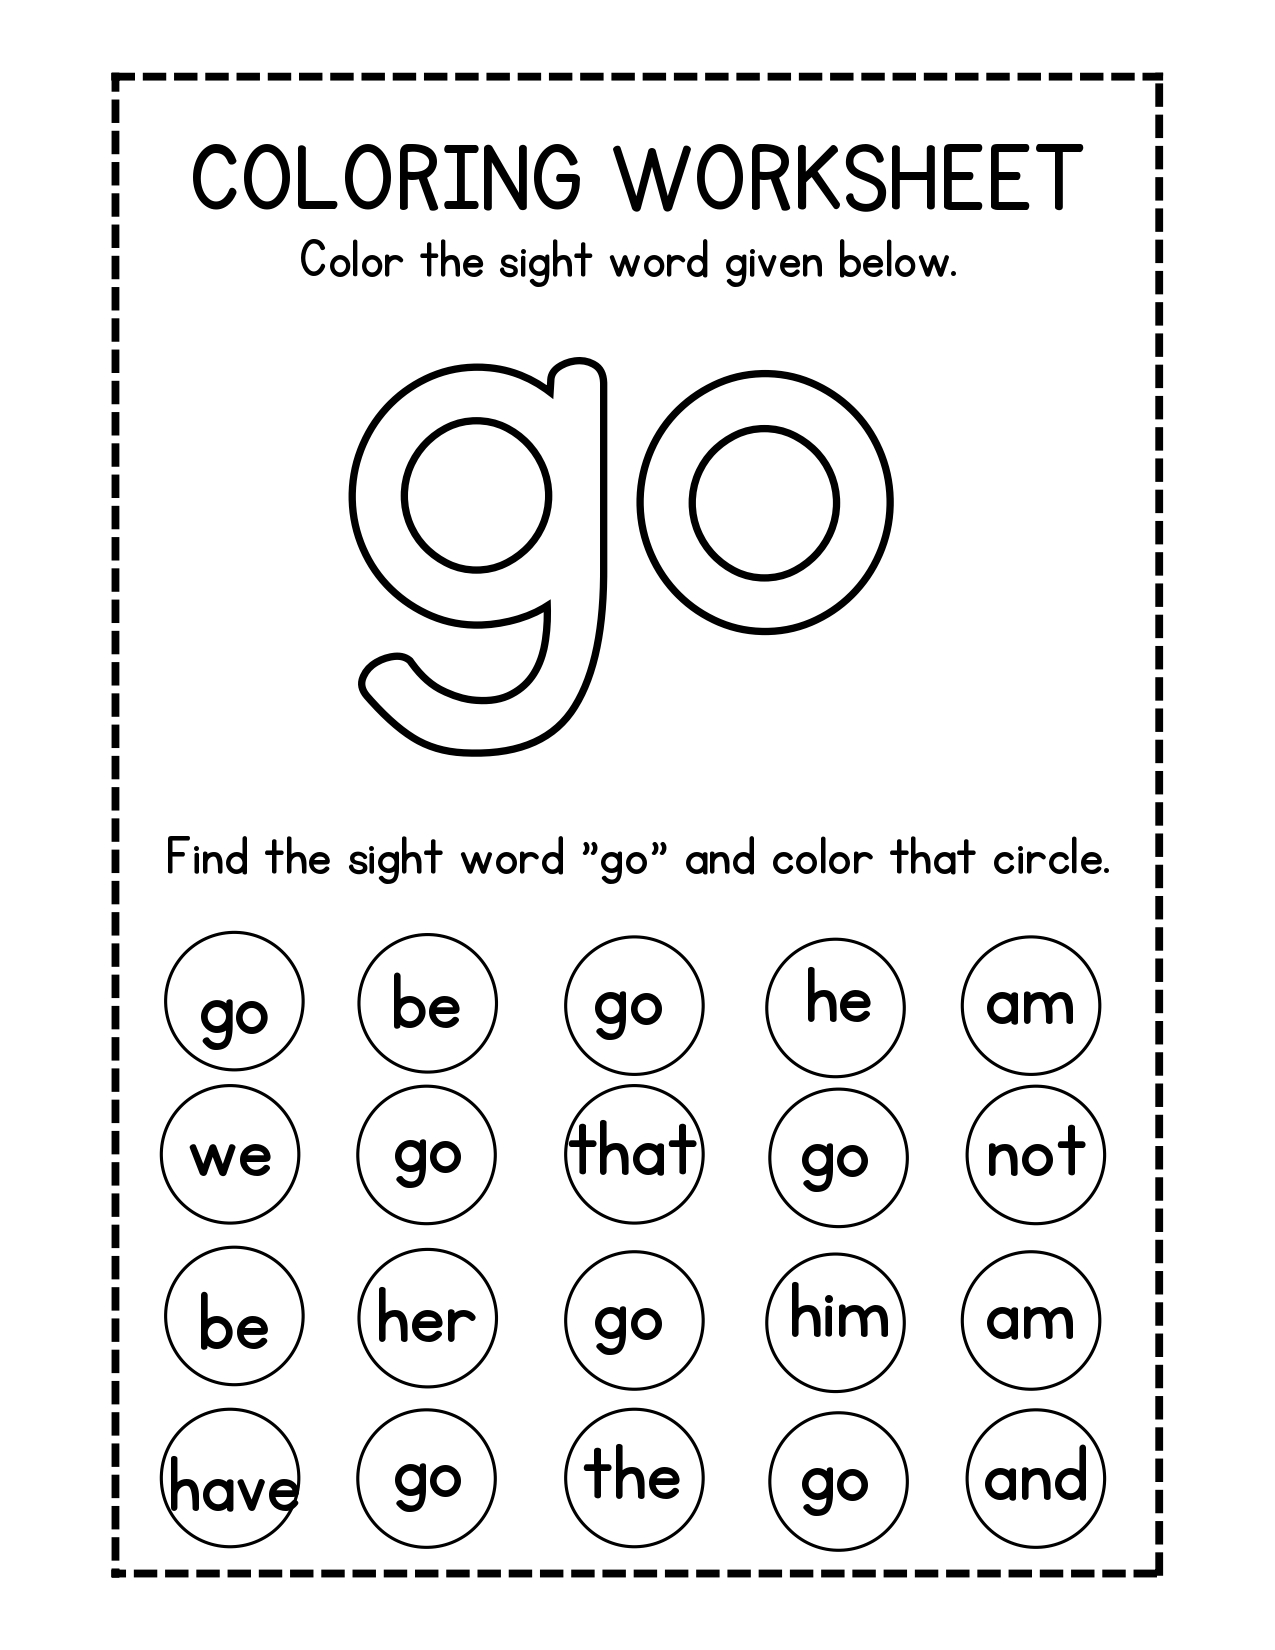 COLORING WORKSHEET
Color the sight word given below.
go
Find the sight word ”go” and color that circle.
go be go he am
we go that go not
be her go him am
have go the go and